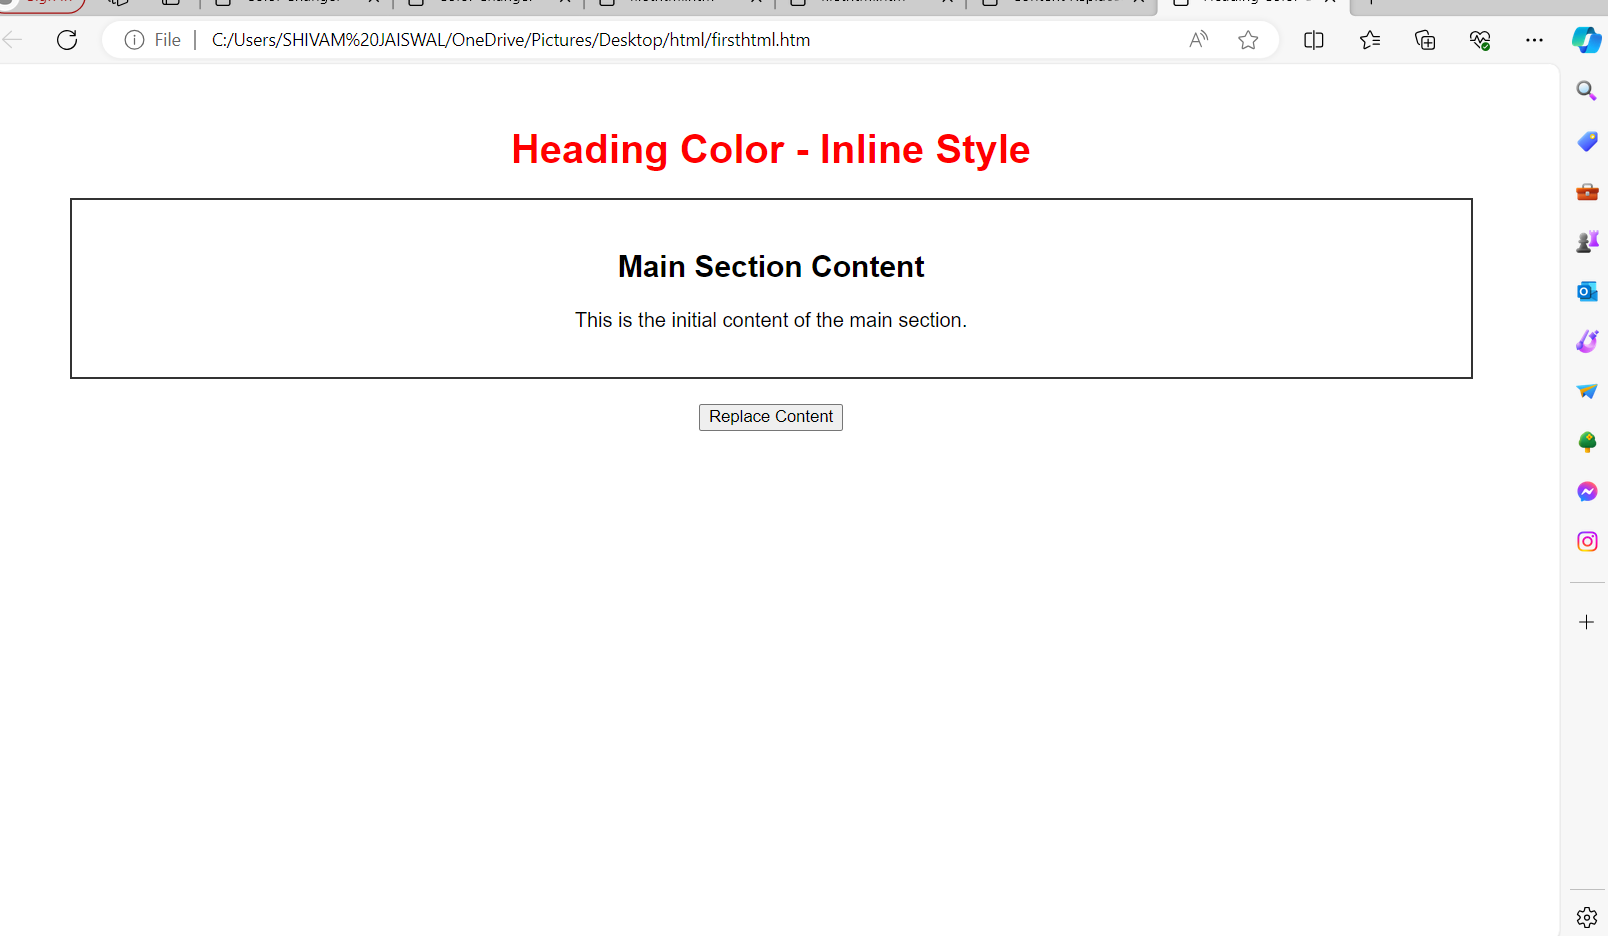 File
C:/Users/SHIVAM%20JAISWAL/OneDrive/Pictures/Desktop/html/firsthtml.htm
Heading Color - Inline Style
Main Section Content
This is the initial content of the main section.
Replace Content